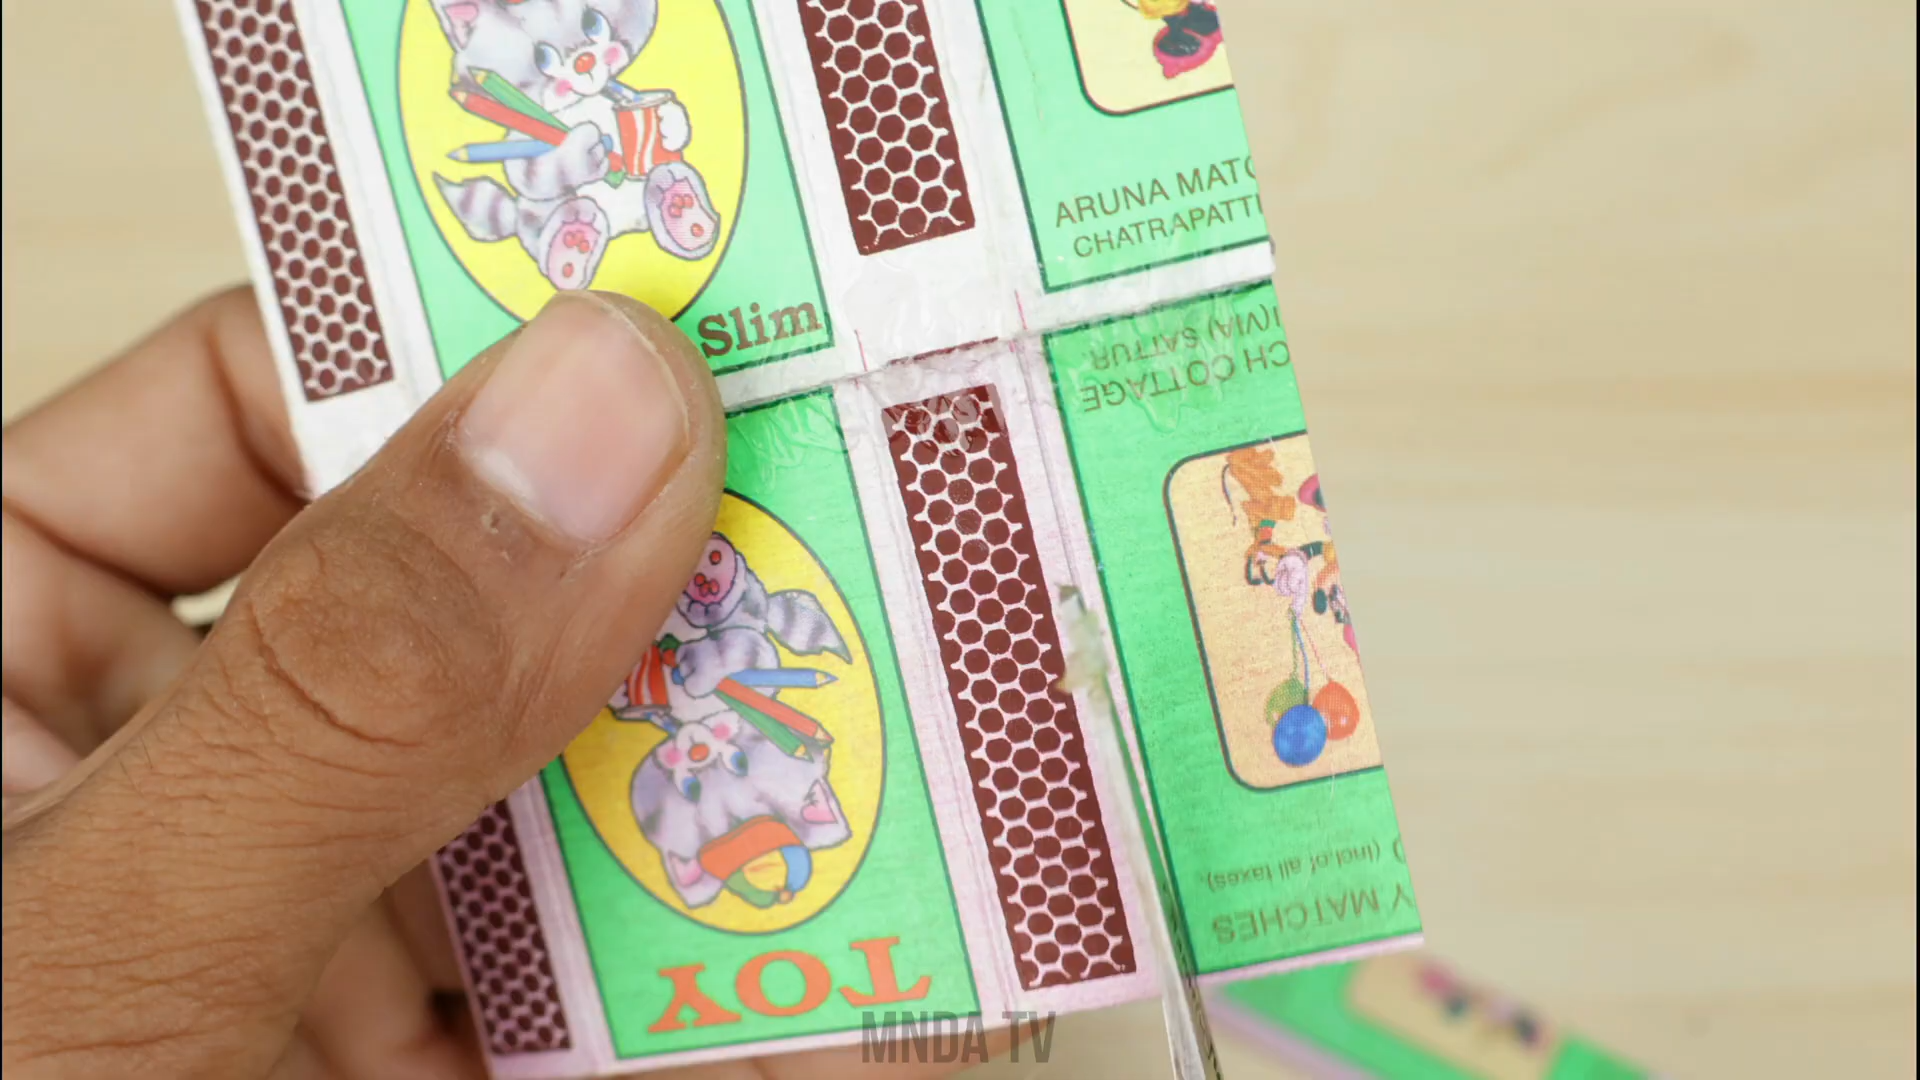 Slim
ARUNA MATC
CHATRAPATTI
(VIA) SATTUR
CH COTTAGE
(incl.of all taxes)
Y MATCHES
TOY
MNDA TV